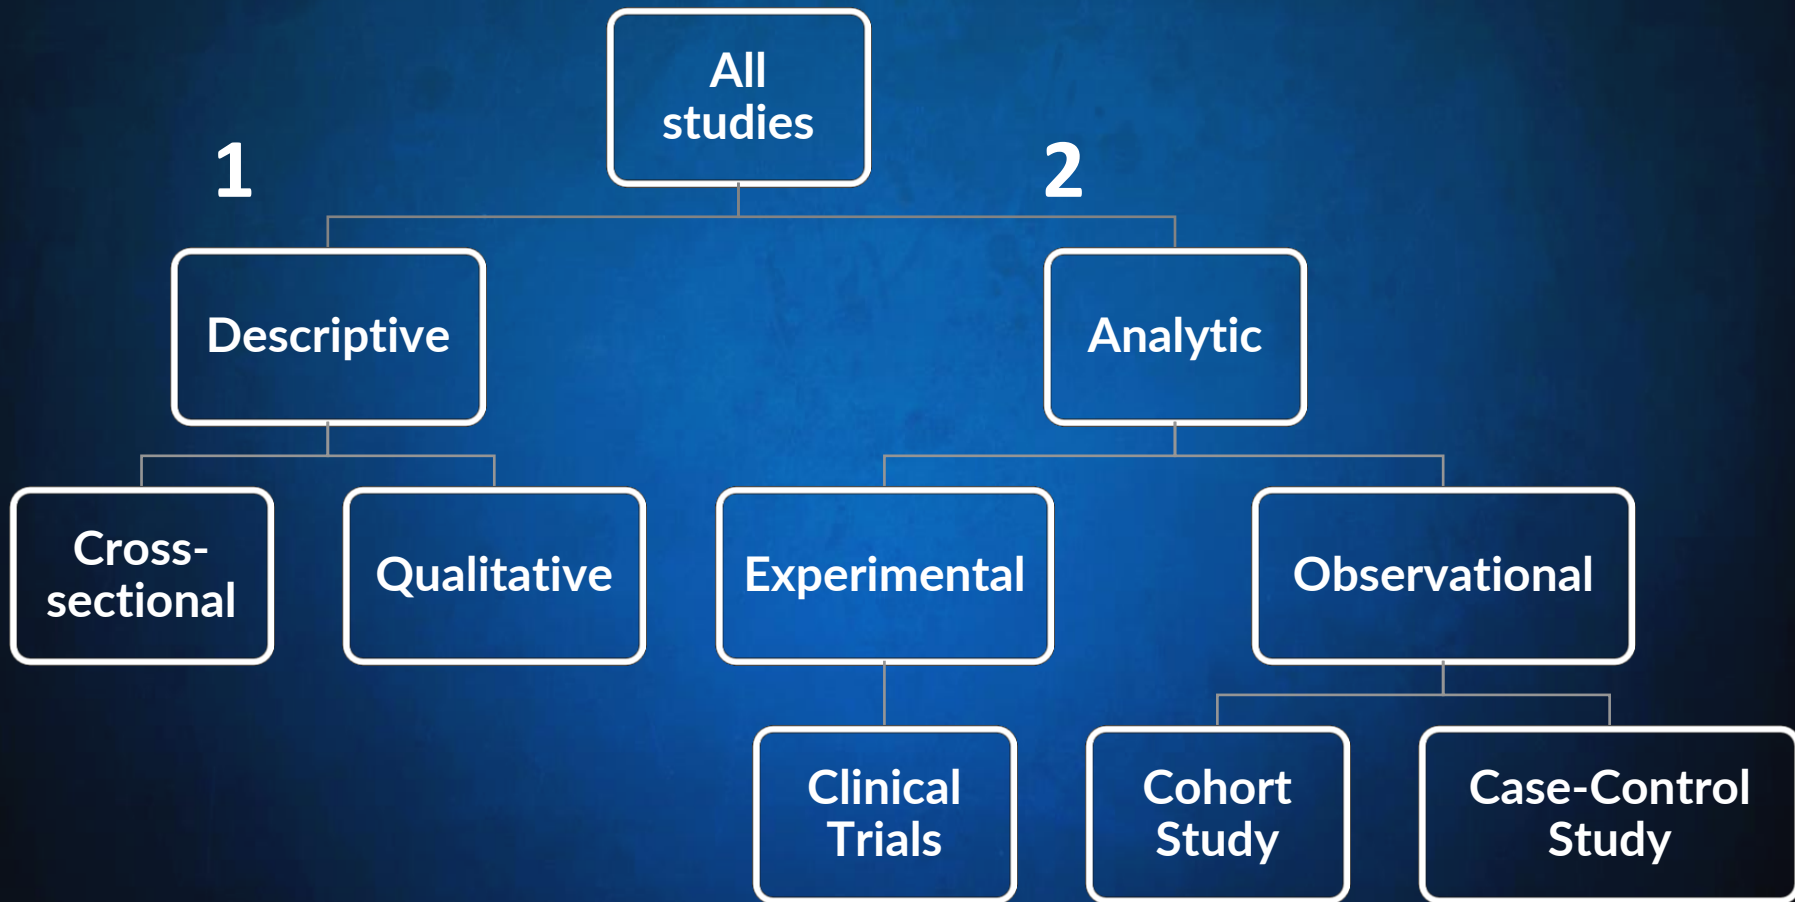 All
studies
1
2
Descriptive
Analytic
Cross-
sectional
Qualitative
Experimental
Observational
Clinical
Trials
Cohort
Study
Case-Control
Study